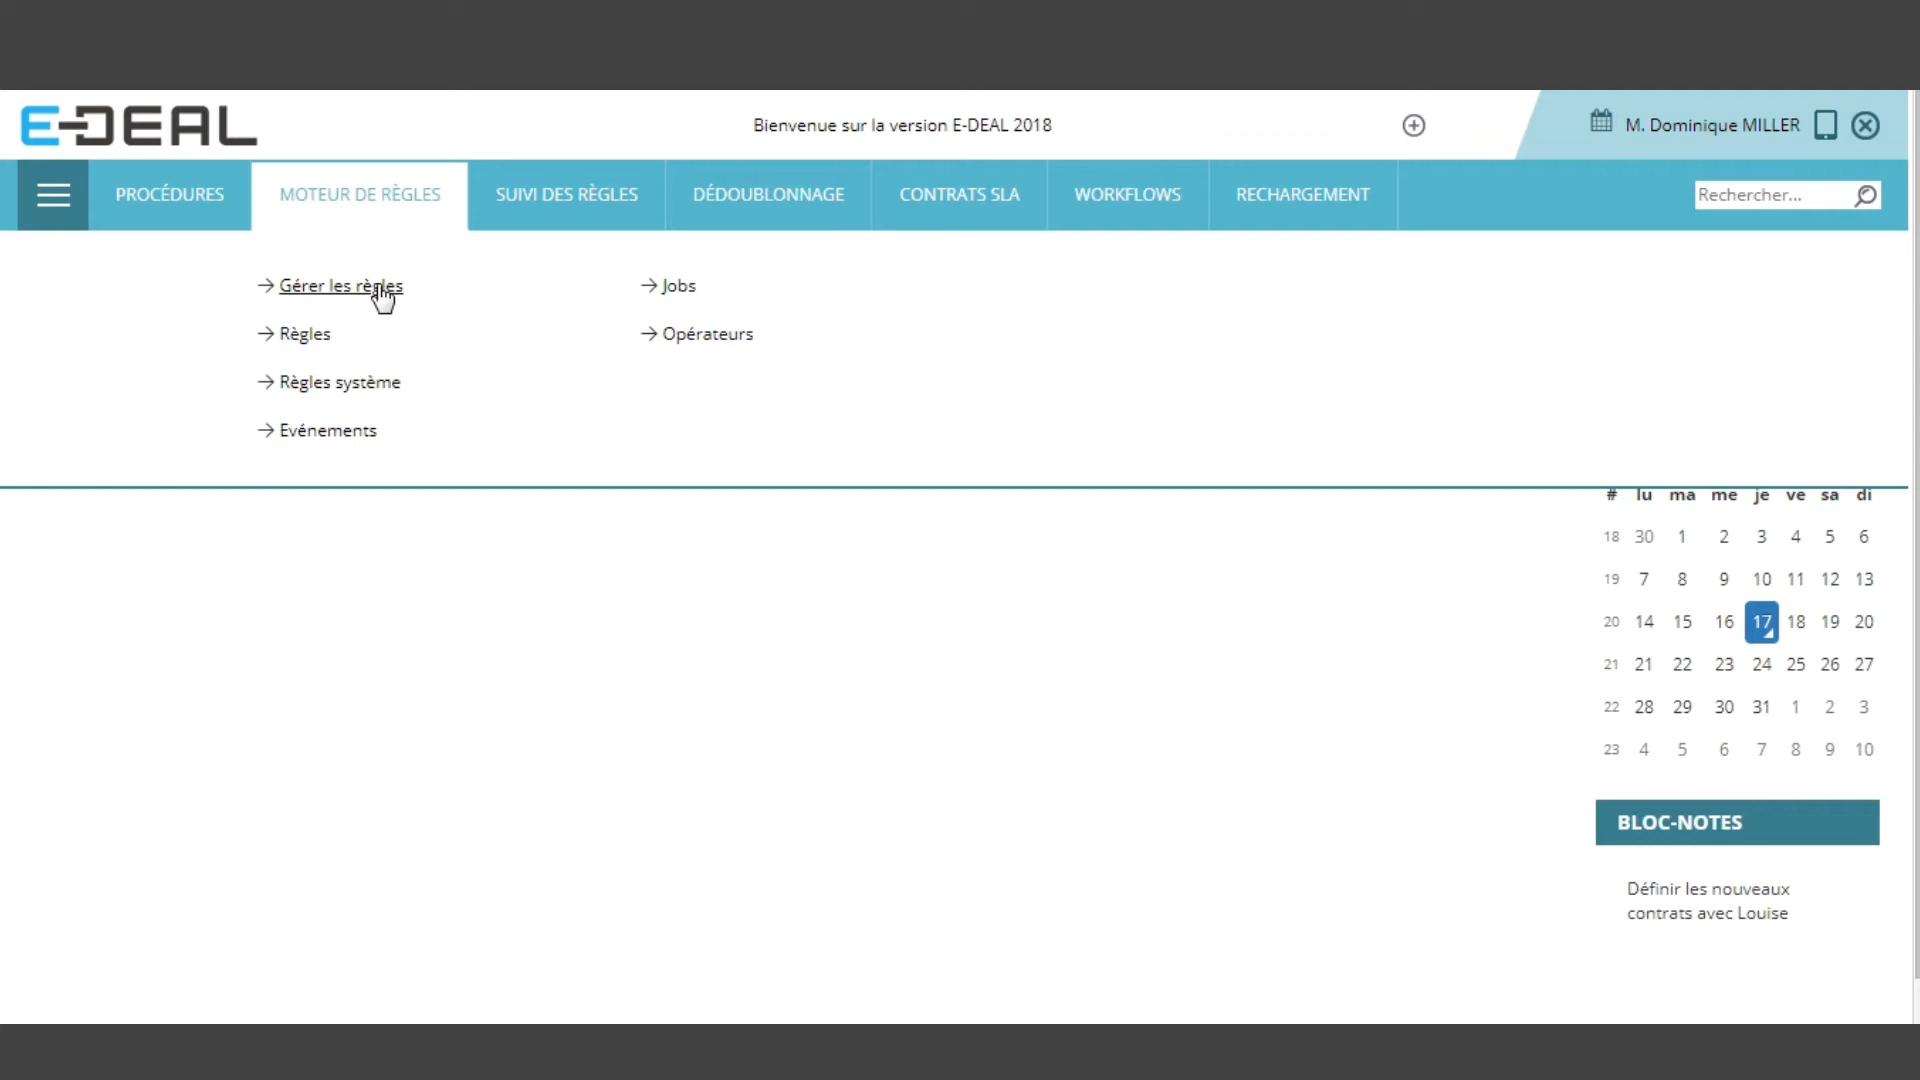 E-DEAL
Bienvenue sur la version E-DEAL 2018
M. Dominique MILLER
PROCÉDURES
MOTEUR DE RÈGLES
SUIVI DES RÈGLES
DÉDOUBLONNAGE
CONTRATS SLA
WORKFLOWS
RECHARGEMENT
Rechercher...
Gérer les règles
Règles
Règles système
Evénements
Jobs
Opérateurs
# lu ma me je ve sa di
18 30 1 2 3 4 5 6
19 7 8 9 10 11 12 13
20 14 15 16 17 18 19 20
21 21 22 23 24 25 26 27
22 28 29 30 31 1 2 3
23 4 5 6 7 8 9 10
BLOC-NOTES
Définir les nouveaux
contrats avec Louise